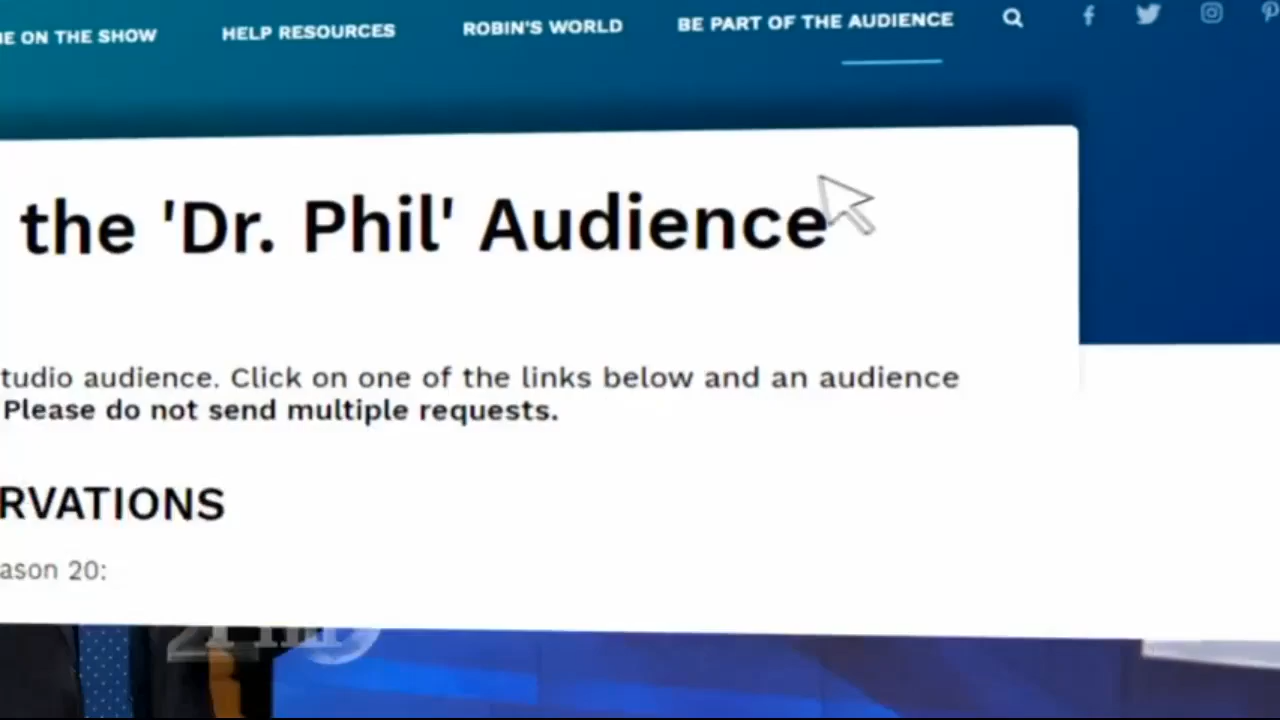 BE ON THE SHOW HELP RESOURCES ROBIN'S WORLD BE PART OF THE AUDIENCE
the 'Dr. Phil' Audience
tudio audience. Click on one of the links below and an audience
Please do not send multiple requests.
RVATIONS
ason 20: